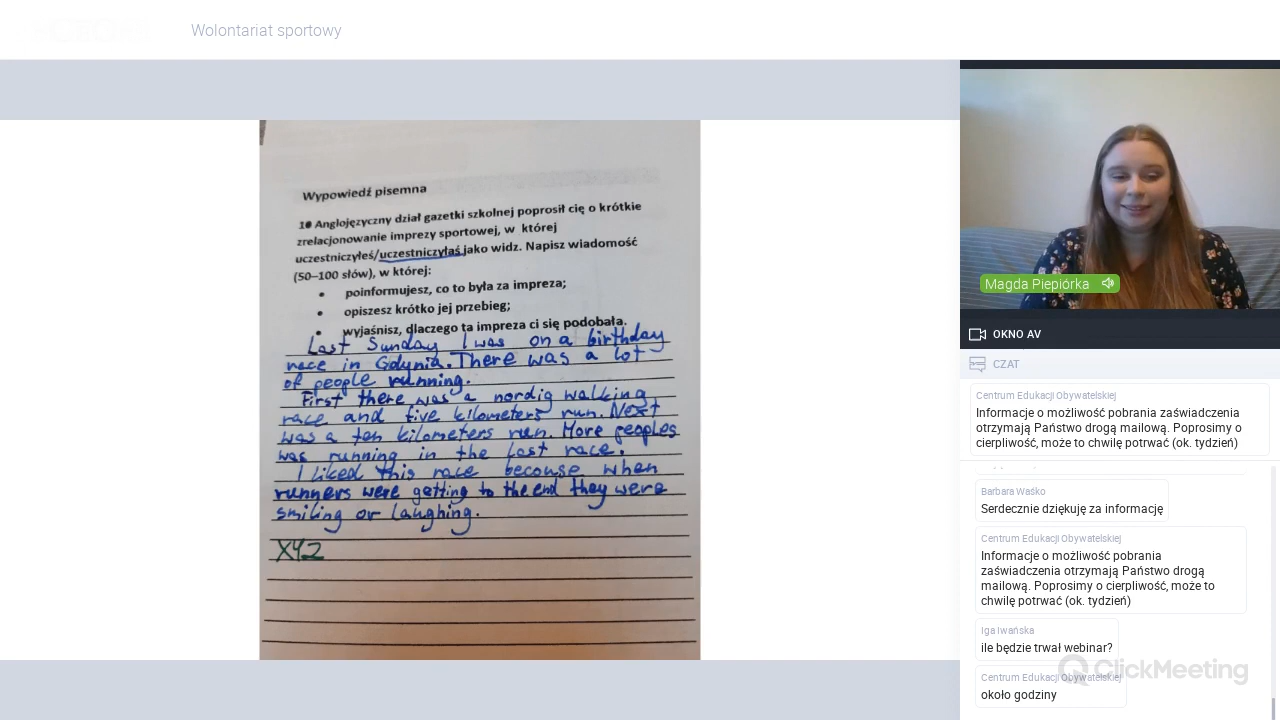 Wolontariat sportowy
Wypowiedź pisemna
10 Anglojęzyczny dział gazetki szkolnej poprosił cię o krótkie
zrelacjonowanie imprezy sportowej, w której
uczestniczyłeś/uczestniczyłaś jako widz. Napisz wiadomość
(50–100 słów), w której:
• poinformujesz, co to była za impreza;
• opiszesz krótko jej przebieg;
• wyjaśnisz, dlaczego ta impreza ci się podobała.
Last Sunday I was on a birthday
race in Gdynia. There was a lot
of people running.
First there was a nordig walking
race and five kilometers run. Next
was a ten kilometers run. More peoples
was running in the last race.
I liked this race becouse when
runners were getting to the end they were
smiling or laughing.
XYZ
Magda Piepiórka
OKNO AV
CZAT
Centrum Edukacji Obywatelskiej
Informacje o możliwość pobrania zaświadczenia
otrzymają Państwo drogą mailową. Poprosimy o
cierpliwość, może to chwilę potrwać (ok. tydzień)
Barbara Waśko
Serdecznie dziękuję za informację
Centrum Edukacji Obywatelskiej
Informacje o możliwość pobrania
zaświadczenia otrzymają Państwo drogą
mailową. Poprosimy o cierpliwość, może to
chwilę potrwać (ok. tydzień)
Iga Iwańska
ile będzie trwał webinar?
Centrum Edukacji Obywatelskiej
około godziny
ClickMeeting